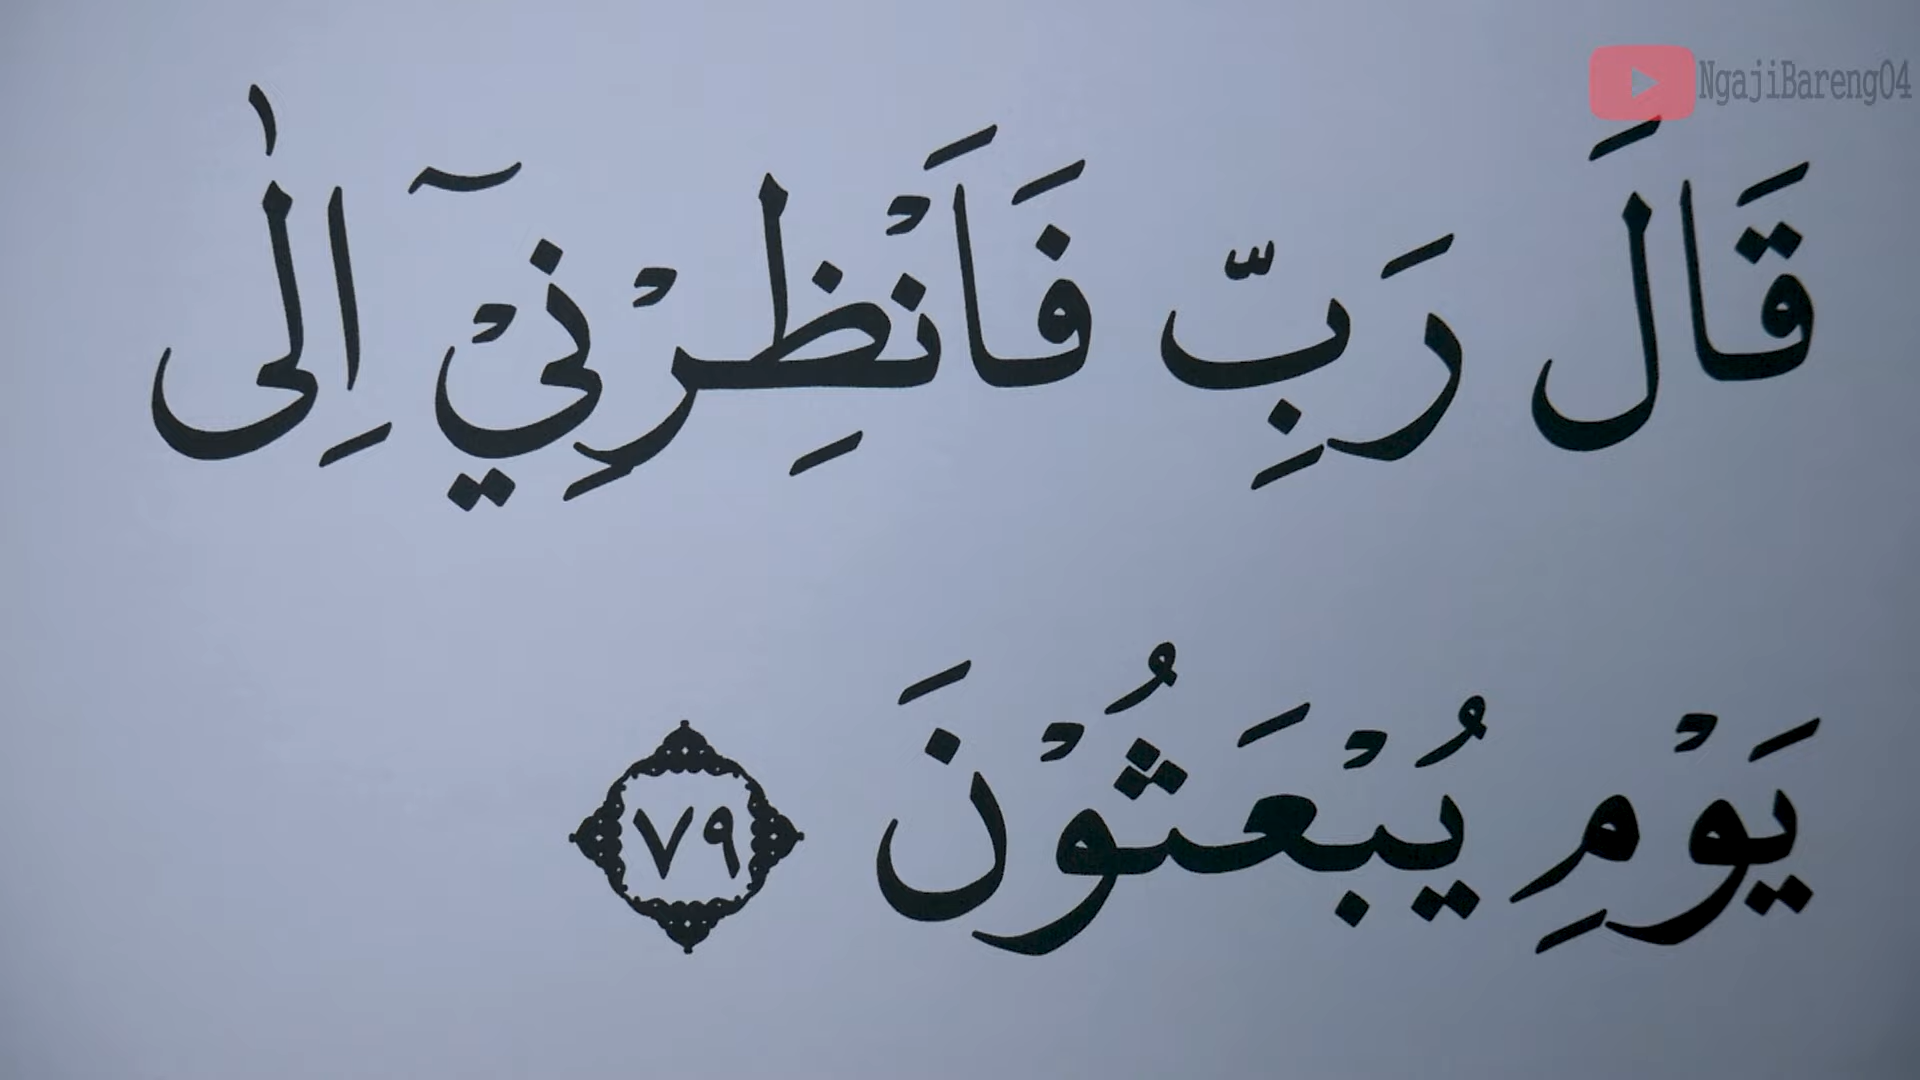 NgajiBareng04
قَالَ رَبِّ فَاَنْظِرْنِيْٓ اِلٰى
يَوْمِ يُبْعَثُوْنَ ٧٩